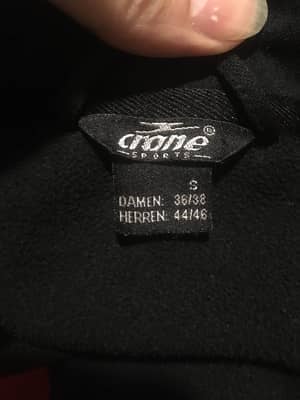 crane®
SPORTS
S
DAMEN: 36/38
HERREN: 44/46